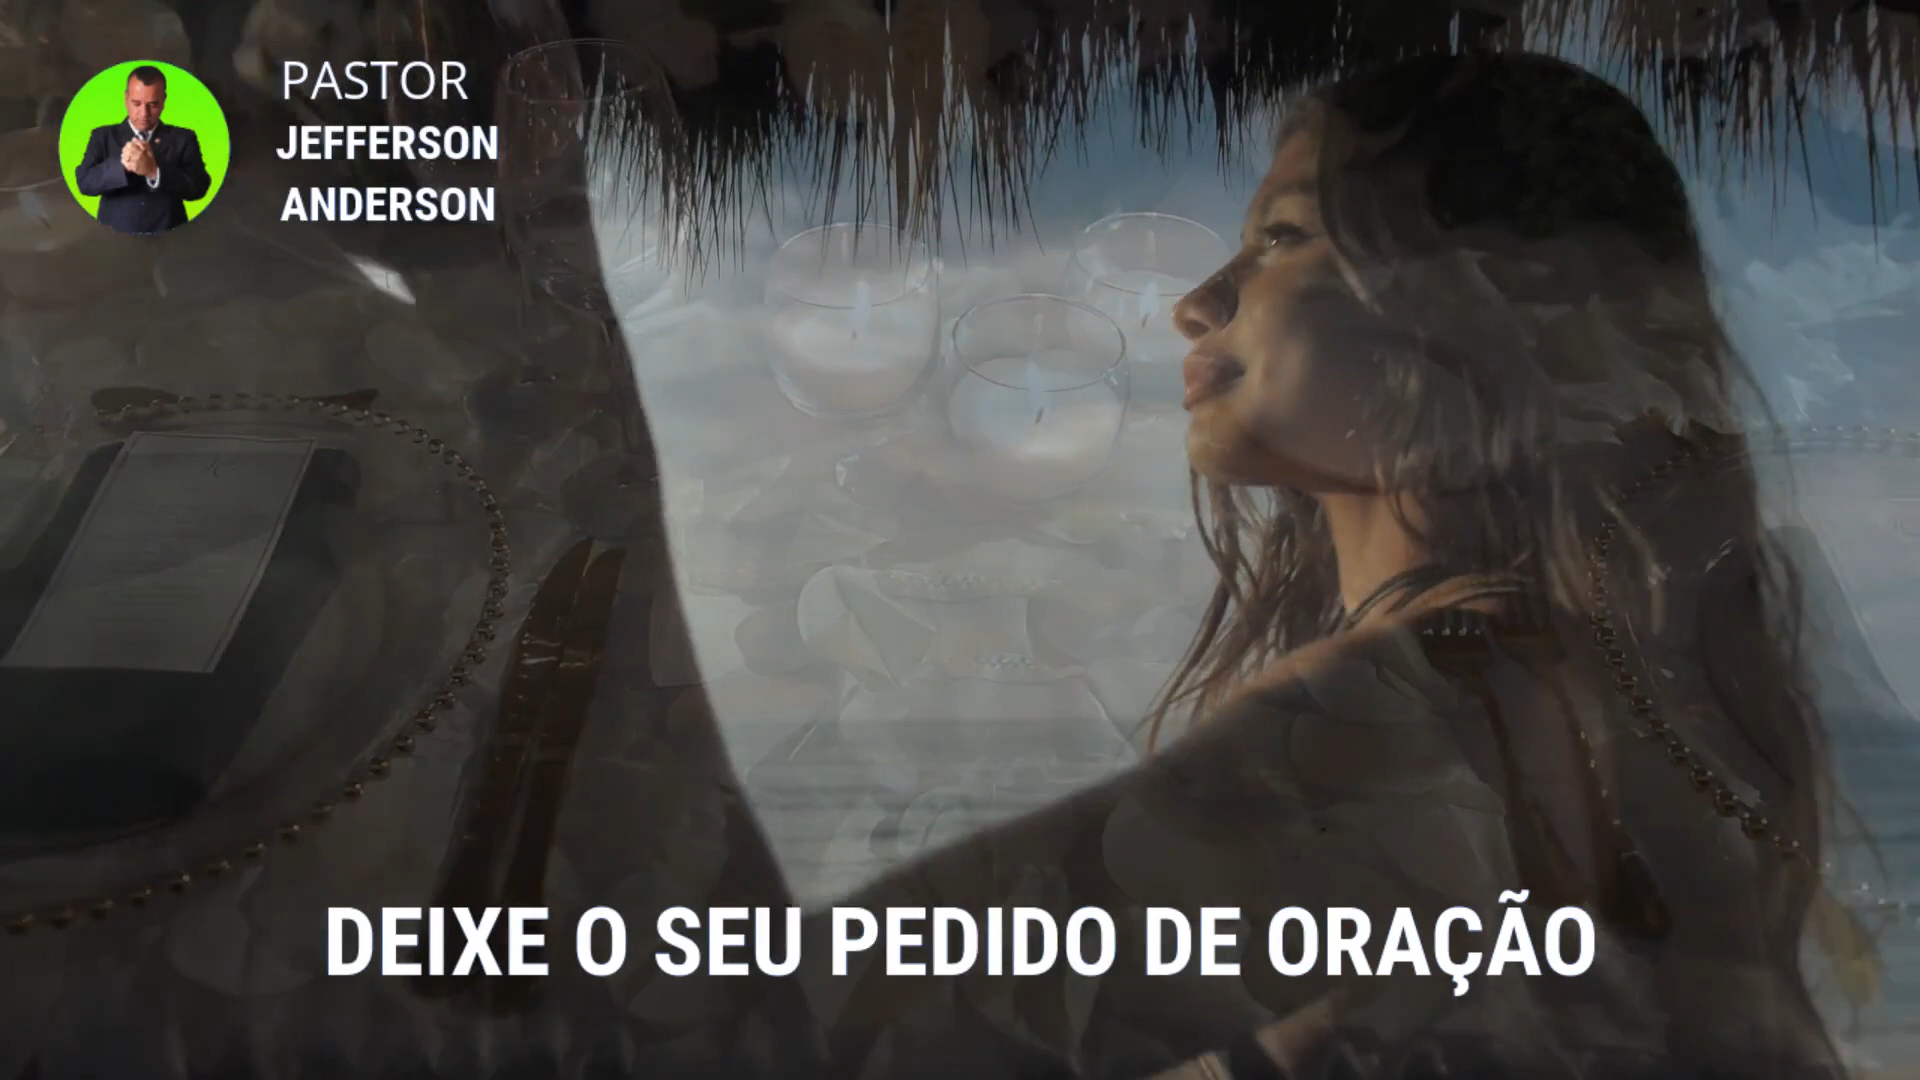 PASTOR
JEFFERSON
ANDERSON
DEIXE O SEU PEDIDO DE ORAÇÃO